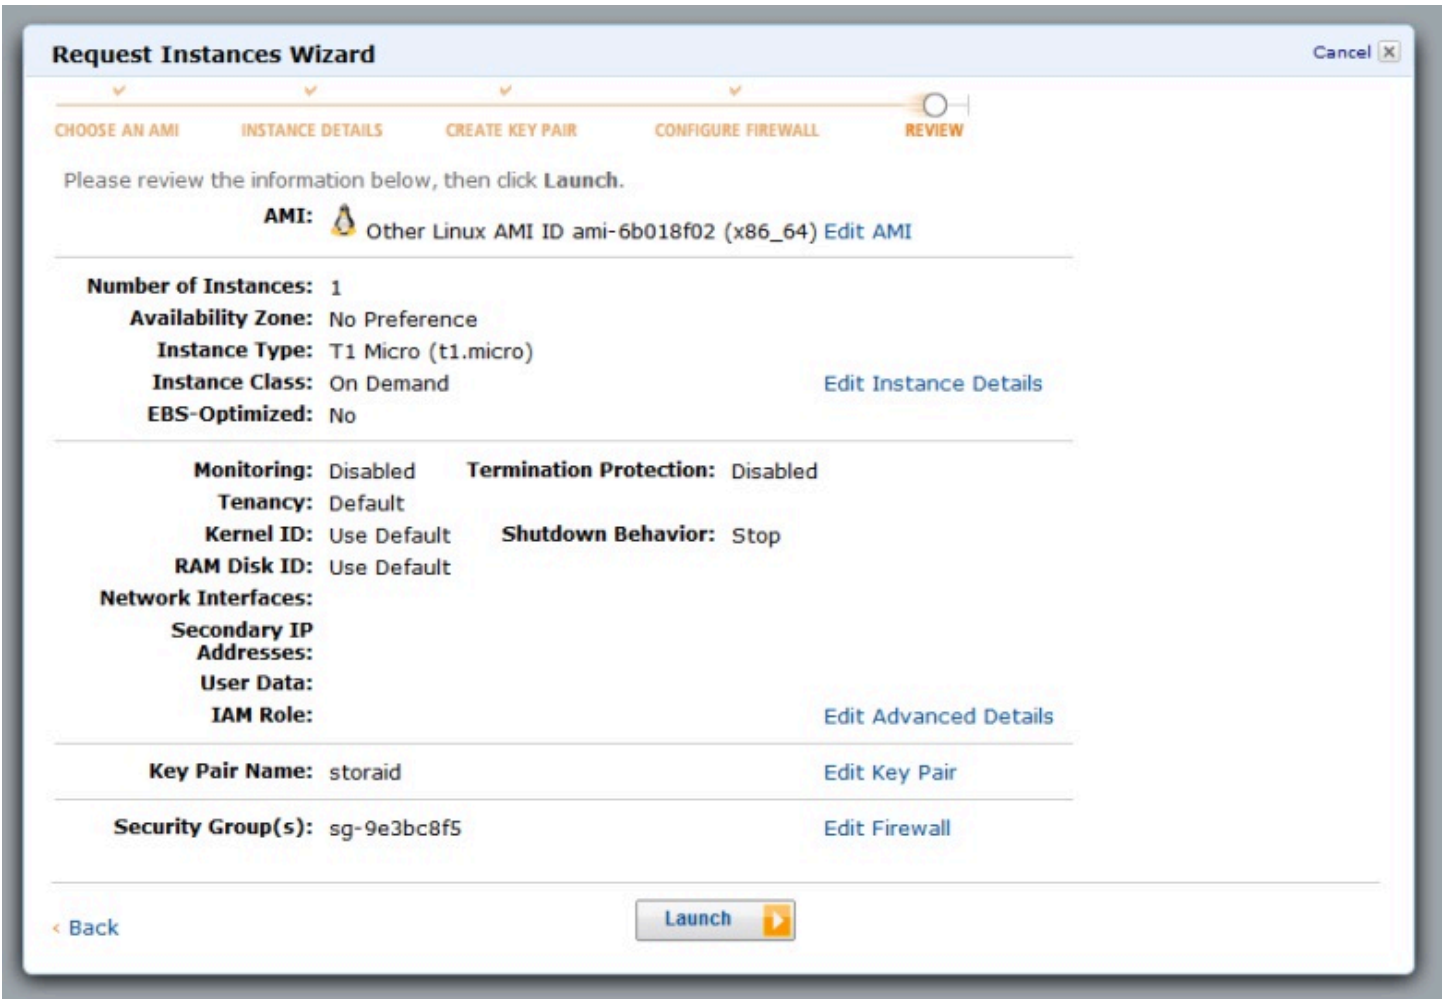 Request Instances Wizard
Cancel
CHOOSE AN AMI INSTANCE DETAILS CREATE KEY PAIR CONFIGURE FIREWALL REVIEW
Please review the information below, then click Launch.
AMI: Other Linux AMI ID ami-6b018f02 (x86_64) Edit AMI
Number of Instances: 1
Availability Zone: No Preference
Instance Type: T1 Micro (t1.micro)
Instance Class: On Demand Edit Instance Details
EBS-Optimized: No
Monitoring: Disabled Termination Protection: Disabled
Tenancy: Default
Kernel ID: Use Default Shutdown Behavior: Stop
RAM Disk ID: Use Default
Network Interfaces:
Secondary IP
Addresses:
User Data:
IAM Role: Edit Advanced Details
Key Pair Name: storaid Edit Key Pair
Security Group(s): sg-9e3bc8f5 Edit Firewall
< Back Launch